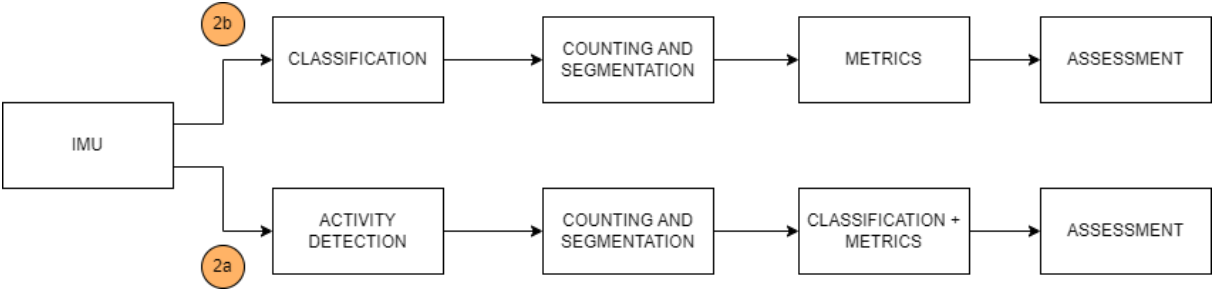 2b
CLASSIFICATION
COUNTING AND
SEGMENTATION
METRICS
ASSESSMENT
IMU
ACTIVITY
DETECTION
COUNTING AND
SEGMENTATION
CLASSIFICATION +
METRICS
ASSESSMENT
2a